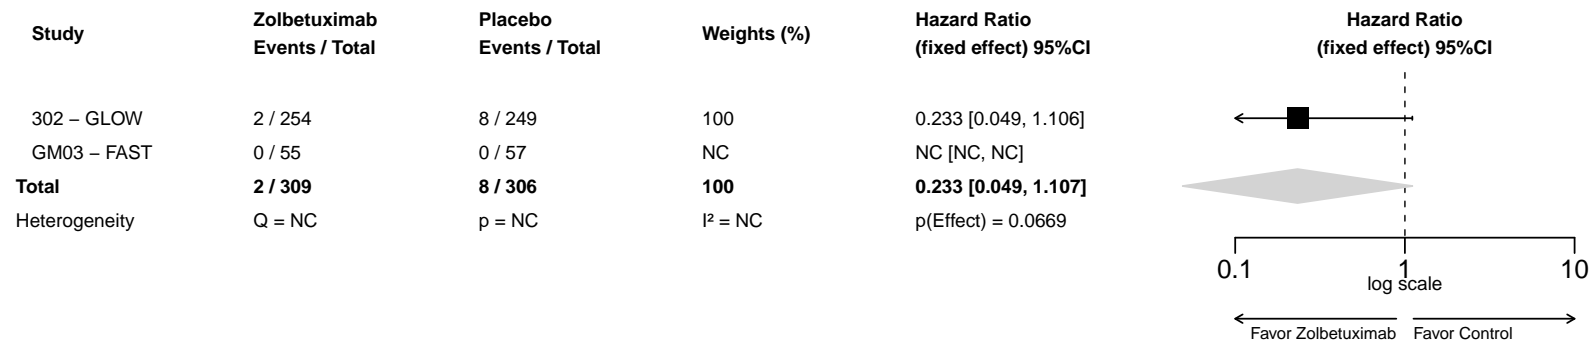 Study Zolbetuximab Events / Total Placebo Events / Total Weights (%) Hazard Ratio (fixed effect) 95%CI Hazard Ratio (fixed effect) 95%CI
302 – GLOW 2 / 254 8 / 249 100 0.233 [0.049, 1.106]
GM03 – FAST 0 / 55 0 / 57 NC NC [NC, NC]
Total 2 / 309 8 / 306 100 0.233 [0.049, 1.107]
Heterogeneity Q = NC p = NC I² = NC p(Effect) = 0.0669
0.1 1 10
log scale
Favor Zolbetuximab Favor Control